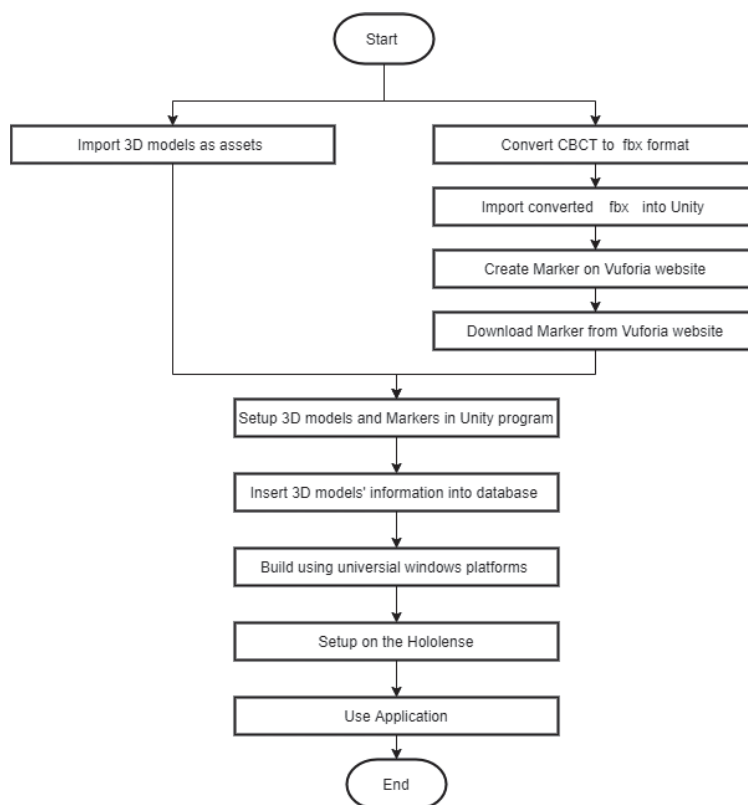 Start
Import 3D models as assets
Convert CBCT to fbx format
Import converted fbx into Unity
Create Marker on Vuforia website
Download Marker from Vuforia website
Setup 3D models and Markers in Unity program
Insert 3D models' information into database
Build using universial windows platforms
Setup on the Hololense
Use Application
End